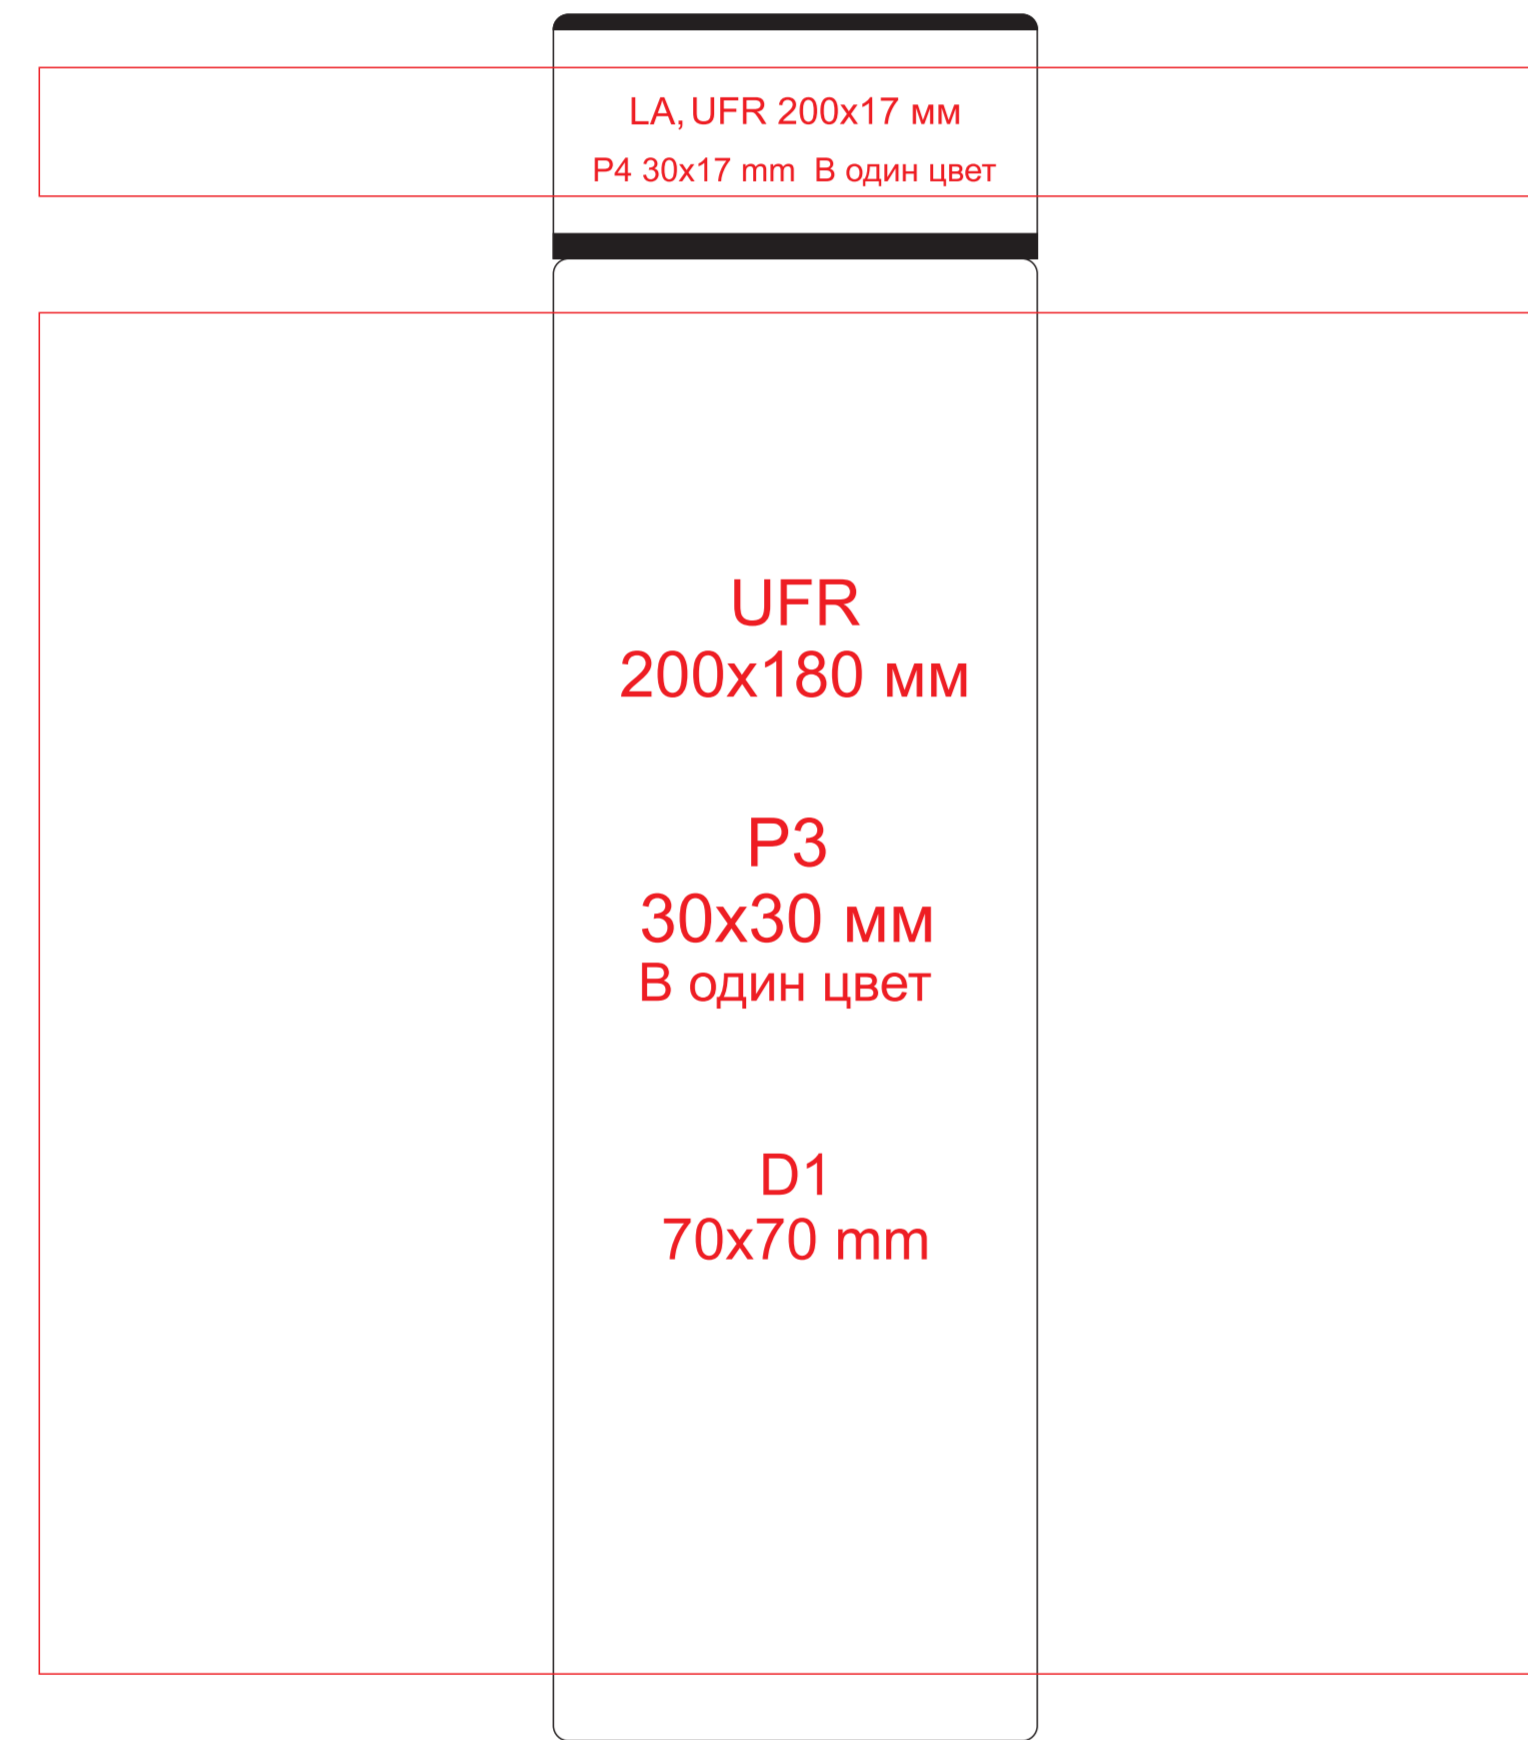 LA, UFR 200x17 мм
P4 30x17 mm В один цвет
UFR
200x180 мм
P3
30x30 мм
В один цвет
D1
70x70 mm